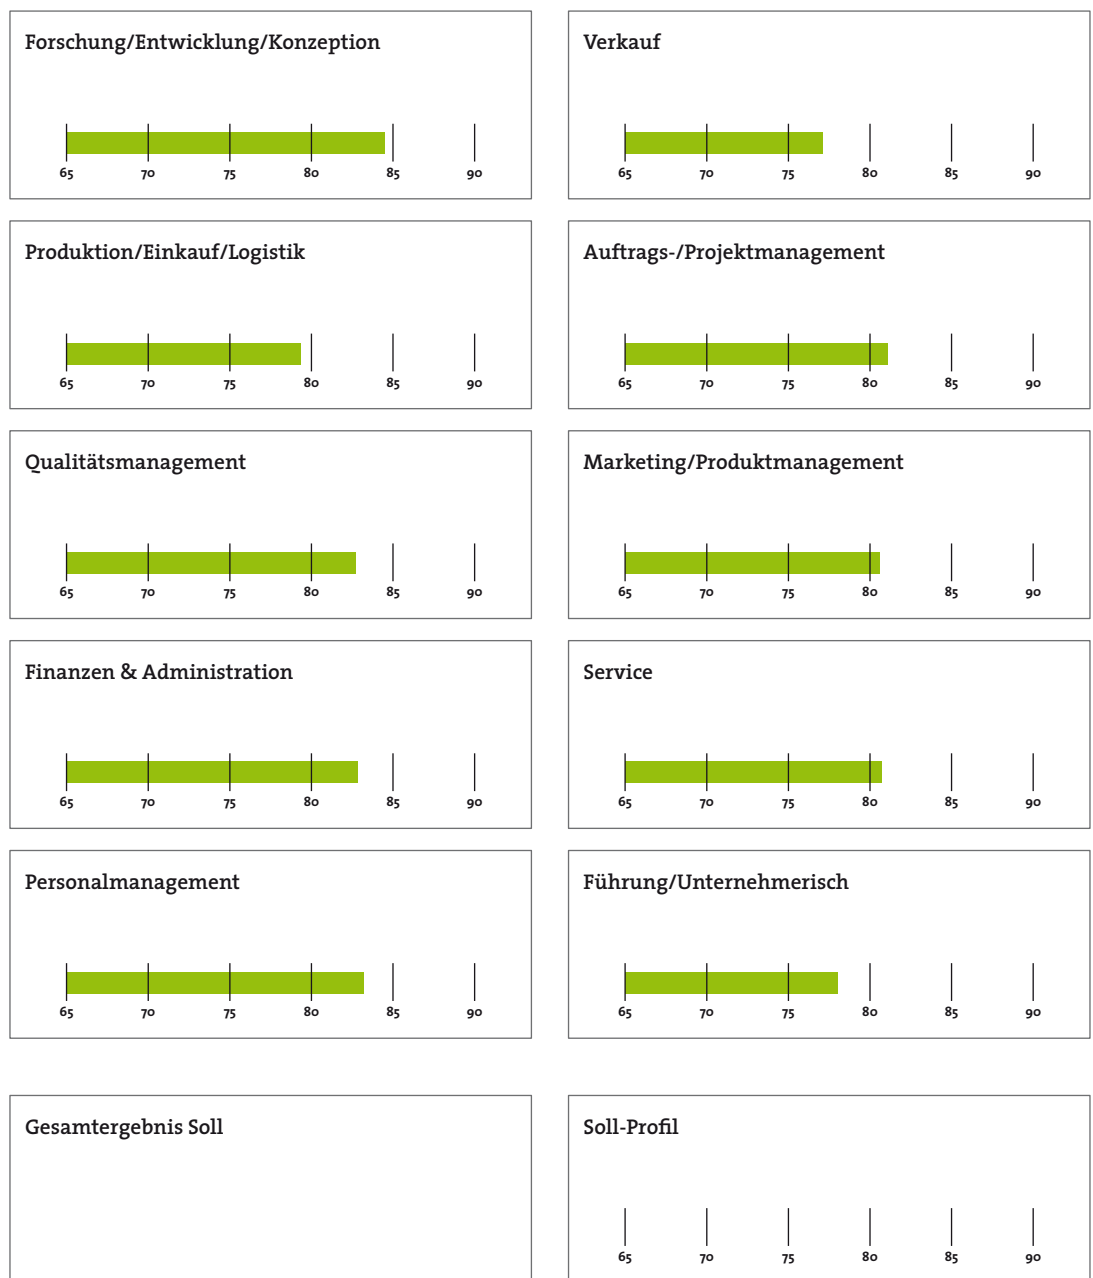 Forschung/Entwicklung/Konzeption
65 70 75 80 85 90
Verkauf
65 70 75 80 85 90
Produktion/Einkauf/Logistik
65 70 75 80 85 90
Auftrags-/Projektmanagement
65 70 75 80 85 90
Qualitätsmanagement
65 70 75 80 85 90
Marketing/Produktmanagement
65 70 75 80 85 90
Finanzen & Administration
65 70 75 80 85 90
Service
65 70 75 80 85 90
Personalmanagement
65 70 75 80 85 90
Führung/Unternehmerisch
65 70 75 80 85 90
Gesamtergebnis Soll
Soll-Profil
65 70 75 80 85 90